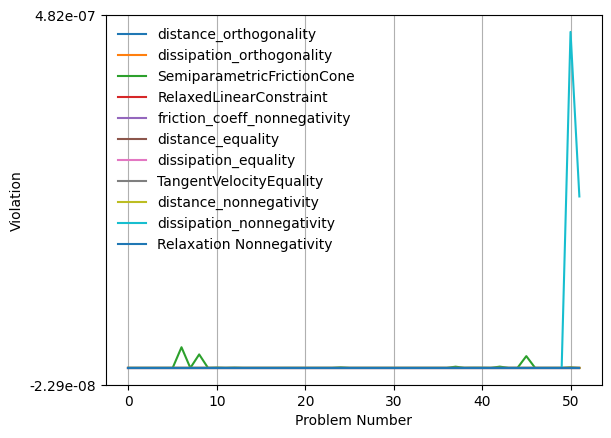 4.82e-07
distance_orthogonality
dissipation_orthogonality
SemiparametricFrictionCone
RelaxedLinearConstraint
friction_coeff_nonnegativity
distance_equality
dissipation_equality
TangentVelocityEquality
distance_nonnegativity
dissipation_nonnegativity
Relaxation Nonnegativity
Violation
-2.29e-08
0 10 20 30 40 50
Problem Number